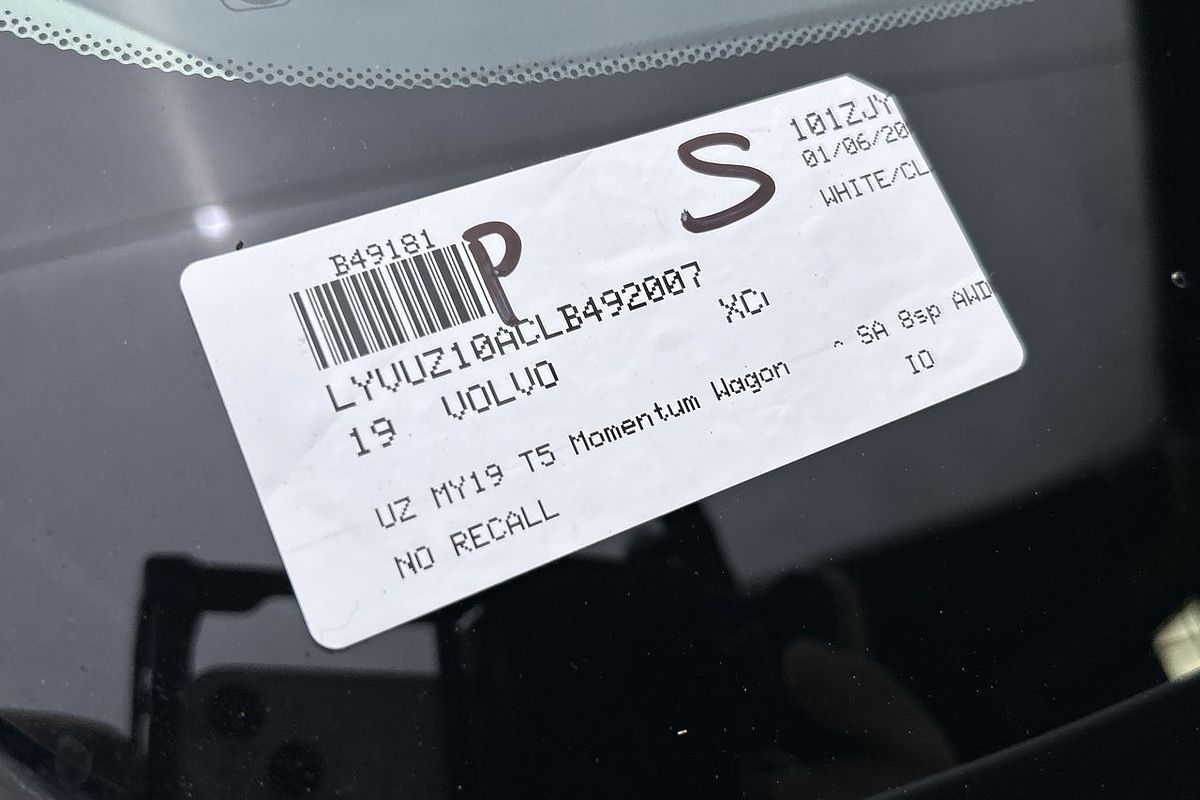 P S 101ZJY
01/06/20
WHITE/CL
B49181
LYVUZ10ACLB492007
19 VOLVO XC
UZ MY19 T5 Momentum Wagon ^ SA 8sp AWD
NO RECALL IO